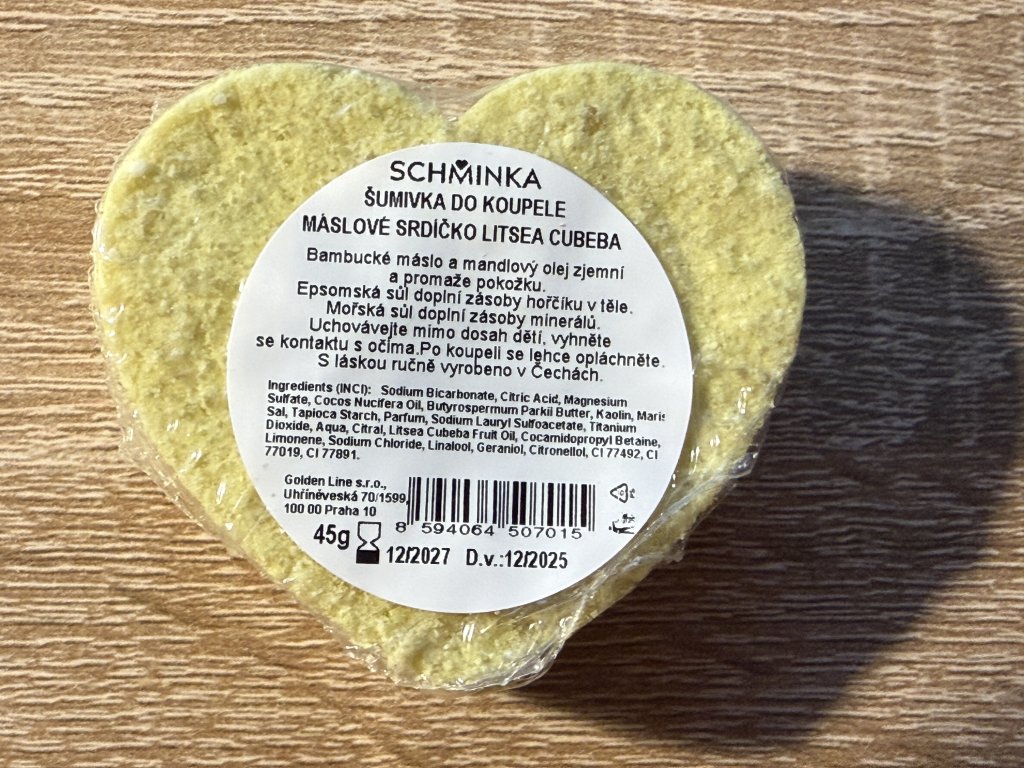 SCHMINKA
ŠUMIVKA DO KOUPELE
MÁSLOVÉ SRDÍČKO LITSEA CUBEBA
Bambucké máslo a mandlový olej zjemní
a promaže pokožku.
Epsomská sůl doplní zásoby hořčíku v těle.
Mořská sůl doplní zásoby minerálů.
Uchovávejte mimo dosah dětí, vyhněte
se kontaktu s očima.Po koupeli se lehce opláchněte.
S láskou ručně vyrobeno v Čechách.
Ingredients (INCI): Sodium Bicarbonate, Citric Acid, Magnesium
Sulfate, Cocos Nucifera Oil, Butyrospermum Parkii Butter, Kaolin, Maris
Sal, Tapioca Starch, Parfum, Sodium Lauryl Sulfoacetate, Titanium
Dioxide, Aqua, Citral, Litsea Cubeba Fruit Oil, Cocamidopropyl Betaine,
Limonene, Sodium Chloride, Linalool, Geraniol, Citronellol, CI 77492, CI
77019, CI 77891.
Golden Line s.r.o.,
Uhříněveská 70/1599,
100 00 Praha 10
8 594064 507015
45g 12/2027 D.v.:12/2025